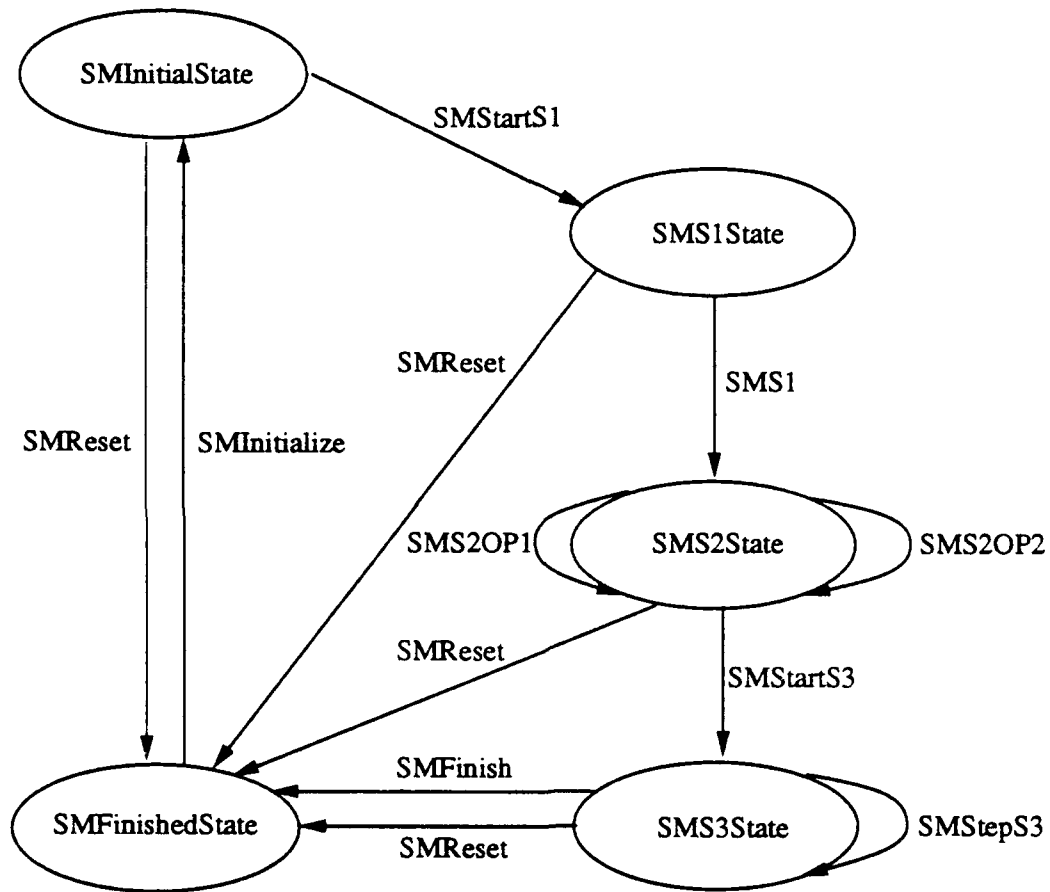 SMInitialState
SMStartS1
SMS1State
SMReset
SMS1
SMReset
SMInitialize
SMS2OP1
SMS2State
SMS2OP2
SMReset
SMStartS3
SMFinish
SMFinishedState
SMS3State
SMStepS3
SMReset